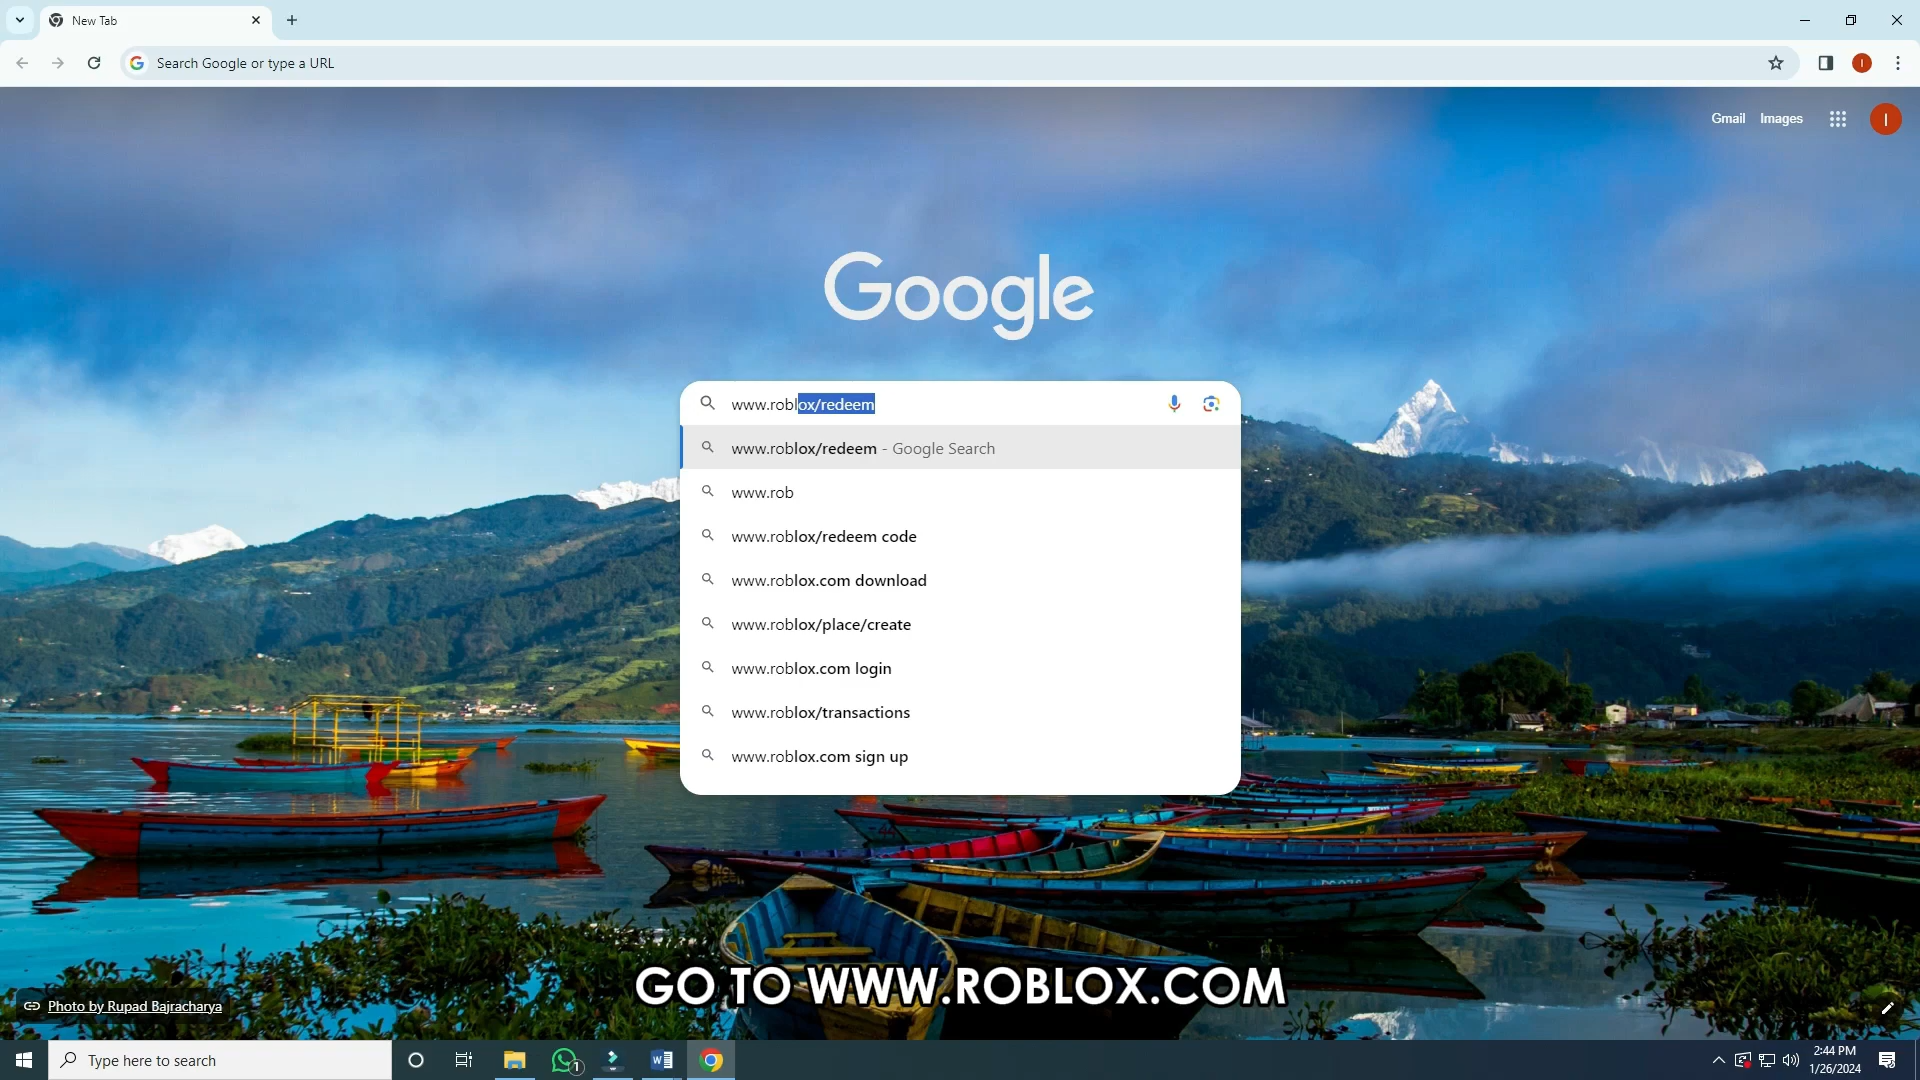 New Tab
Search Google or type a URL
I
Gmail
Images
I
Google
www.roblox/redeem
www.roblox/redeem - Google Search
www.rob
www.roblox/redeem code
www.roblox.com download
www.roblox/place/create
www.roblox.com login
www.roblox/transactions
www.roblox.com sign up
GO TO WWW.ROBLOX.COM
Photo by Rupad Bajracharya
Type here to search
1
2:44 PM
1/26/2024